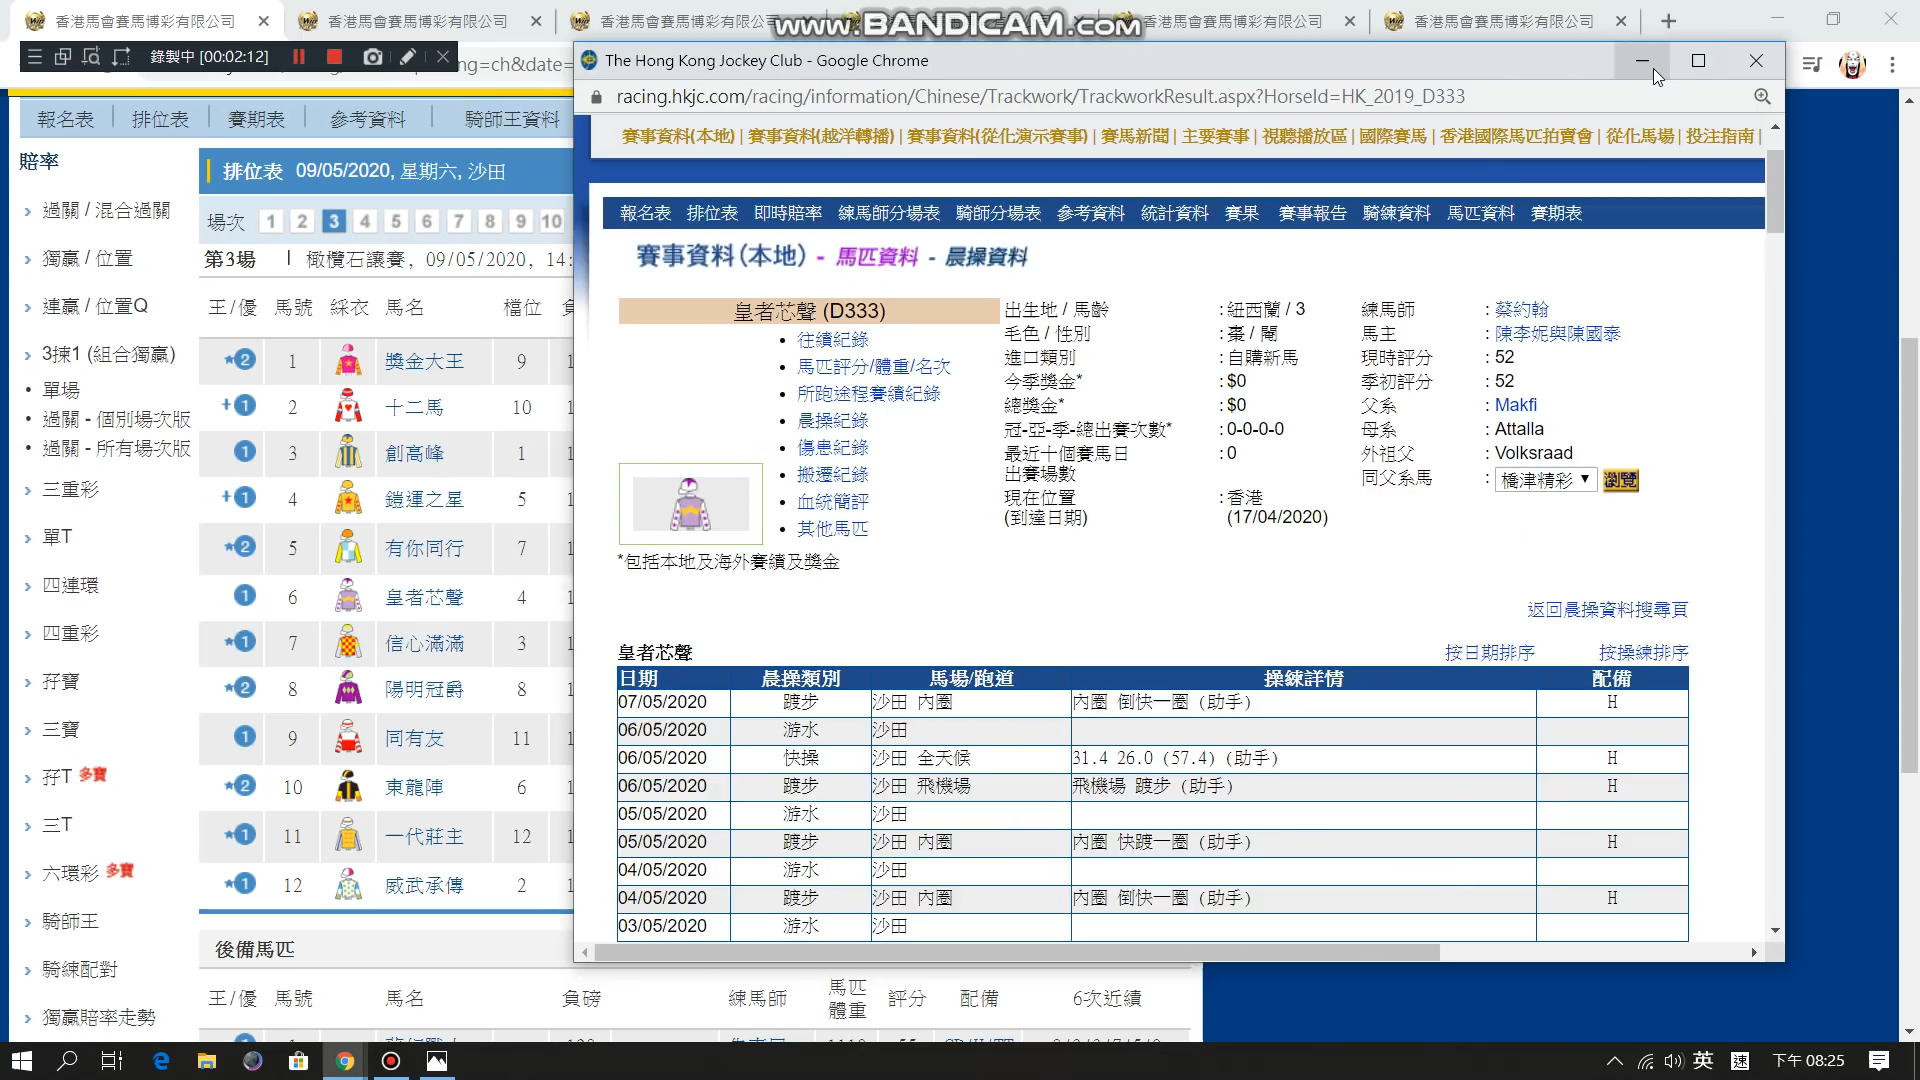 香港馬會賽馬博彩有限公司
香港馬會賽馬博彩有限公司
香港馬會賽馬博彩有限公司
香港馬會賽馬博彩有限公司
香港馬會賽馬博彩有限公司
www.BANDICAM.com
錄製中 [00:02:12]
ng=ch&date=
報名表 排位表 賽期表 參考資料 騎師王資料
賠率
過關 / 混合過關
獨贏 / 位置
連贏 / 位置Q
3揀1 (組合獨贏)
單場
過關 - 個別場次版
過關 - 所有場次版
三重彩
單T
四連環
四重彩
孖寶
三寶
孖T 多寶
三T
六環彩 多寶
騎師王
騎練配對
獨贏賠率走勢
排位表 09/05/2020, 星期六, 沙田
場次 1 2 3 4 5 6 7 8 9 10
第3場 | 橄欖石讓賽, 09/05/2020, 14:
王/優 馬號 綵衣 馬名 檔位
★2 1 獎金大王 9 1
+1 2 十二馬 10 1
1 3 創高峰 1 1
+1 4 鎧運之星 5 1
★2 5 有你同行 7 1
1 6 皇者芯聲 4 1
★1 7 信心滿滿 3 1
★2 8 陽明冠爵 8 1
1 9 同有友 11 1
★2 10 東龍陣 6 1
★1 11 一代莊主 12 1
★1 12 威武承傳 2 1
後備馬匹
王/優 馬號 馬名 負磅 練馬師 馬匹體重 評分 配備 6次近績
The Hong Kong Jockey Club - Google Chrome
racing.hkjc.com/racing/information/Chinese/Trackwork/TrackworkResult.aspx?HorseId=HK_2019_D333
賽事資料(本地) | 賽事資料(越洋轉播) | 賽事資料(從化演示賽事) | 賽馬新聞 | 主要賽事 | 視聽播放區 | 國際賽馬 | 香港國際馬匹拍賣會 | 從化馬場 | 投注指南 |
報名表 排位表 即時賠率 練馬師分場表 騎師分場表 參考資料 統計資料 賽果 賽事報告 騎練資料 馬匹資料 賽期表
賽事資料(本地) - 馬匹資料 - 晨操資料
皇者芯聲 (D333)
往績紀錄
馬匹評分/體重/名次
所跑途程賽績紀錄
晨操紀錄
傷患紀錄
搬遷紀錄
血統簡評
其他馬匹
*包括本地及海外賽績及獎金
出生地 / 馬齡 : 紐西蘭 / 3
毛色 / 性別 : 棗 / 閹
進口類別 : 自購新馬
今季獎金* : $0
總獎金* : $0
冠-亞-季-總出賽次數* : 0-0-0-0
最近十個賽馬日 : 0
出賽場數
現在位置 : 香港
(到達日期) (17/04/2020)
練馬師 : 蔡約翰
馬主 : 陳李妮與陳國泰
現時評分 : 52
季初評分 : 52
父系 : Makfi
母系 : Attalla
外祖父 : Volksraad
同父系馬 : 橋津精彩 瀏覽
返回晨操資料搜尋頁
皇者芯聲 按日期排序 按操練排序
日期 晨操類別 馬場/跑道 操練詳情 配備
07/05/2020 踱步 沙田 內圈 內圈 倒快一圈 (助手) H
06/05/2020 游水 沙田
06/05/2020 快操 沙田 全天候 31.4 26.0 (57.4) (助手) H
06/05/2020 踱步 沙田 飛機場 飛機場 踱步 (助手) H
05/05/2020 游水 沙田
05/05/2020 踱步 沙田 內圈 內圈 快踱一圈 (助手) H
04/05/2020 游水 沙田
04/05/2020 踱步 沙田 內圈 內圈 倒快一圈 (助手) H
03/05/2020 游水 沙田
英 速 下午 08:25